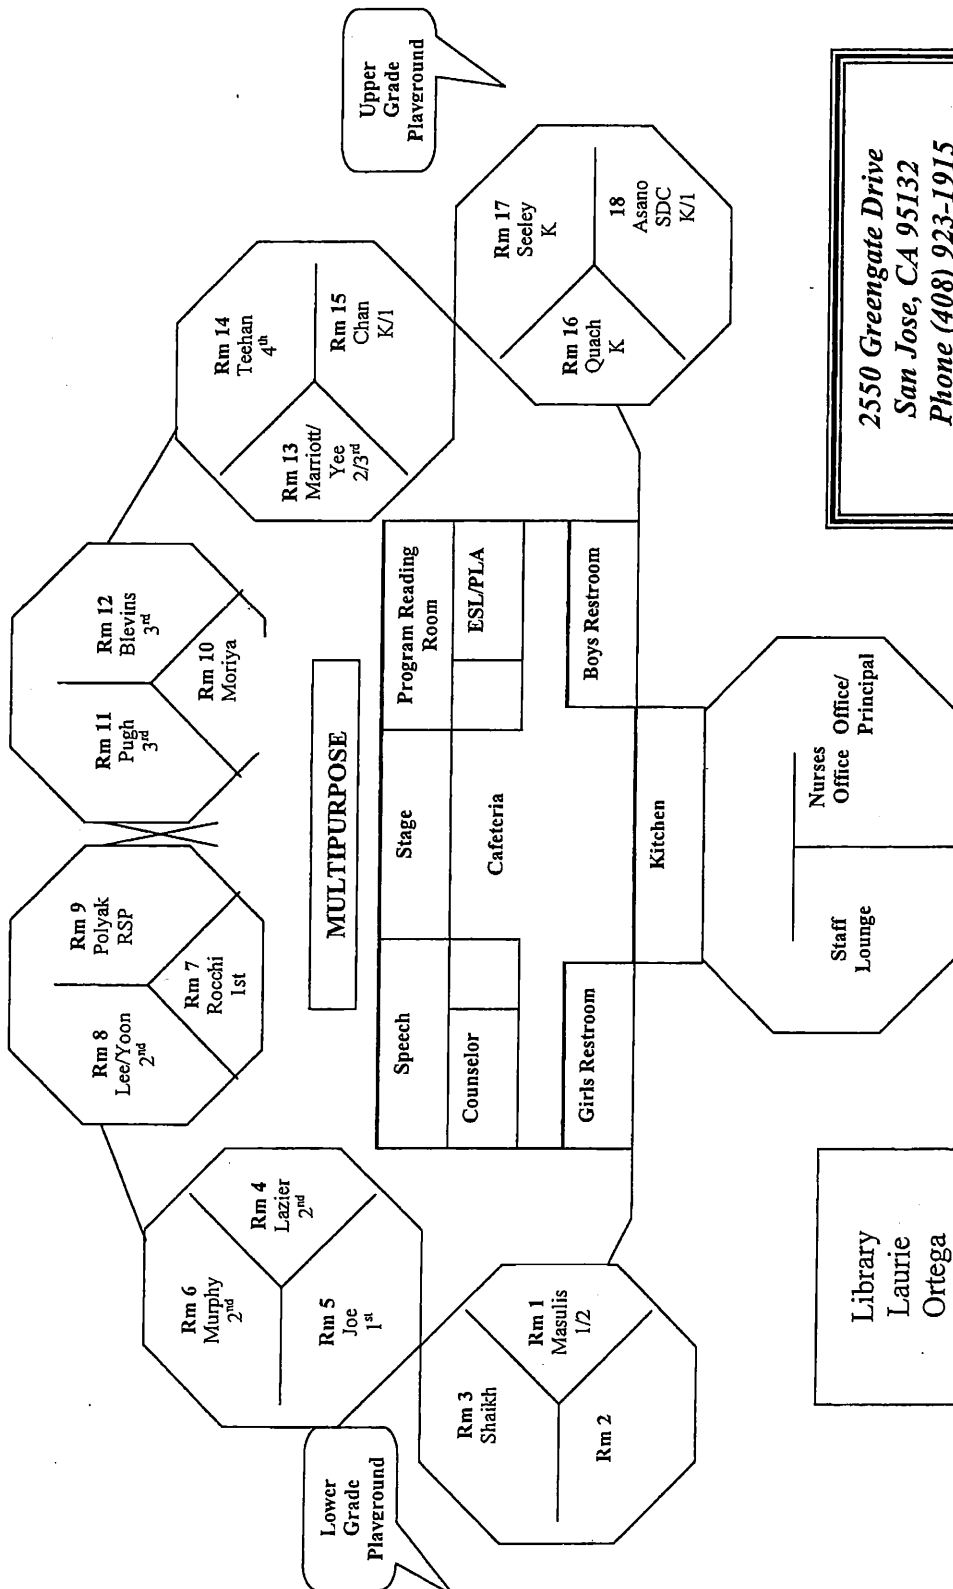 Upper
Grade
Playground
Rm 11
Pugh
3rd
Rm 12
Blevins
3rd
Rm 10
Moriya
Rm 14
Teehan
4th
Rm 13
Marriott/
Yee
2/3rd
Rm 15
Chan
K/1
Rm 17
Seeley
K
Rm 16
Quach
K
18
Asano
SDC
K/1
Rm 8
Lee/Yoon
2nd
Rm 9
Polyak
RSP
Rm 7
Rocchi
1st
Rm 6
Murphy
2nd
Rm 4
Lazier
2nd
Rm 5
Joe
1st
Lower
Grade
Playground
Rm 3
Shaikh
Rm 1
Masulis
1/2
Rm 2
MULTIPURPOSE
Speech
Stage
Program Reading
Room
Counselor
Cafeteria
ESL/PLA
Girls Restroom
Boys Restroom
Kitchen
Staff
Lounge
Nurses
Office
Office/
Principal
Library
Laurie
Ortega
2550 Greengate Drive
San Jose, CA 95132
Phone (408) 923-1915